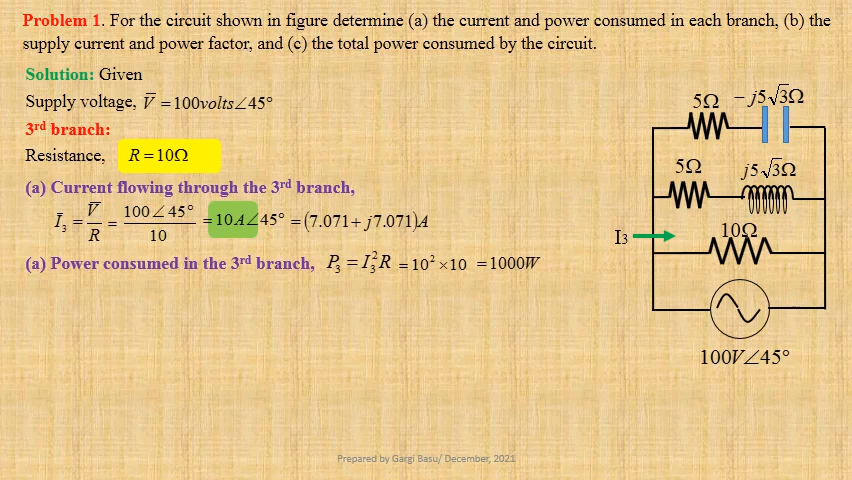 Problem 1. For the circuit shown in figure determine (a) the current and power consumed in each branch, (b) the
supply current and power factor, and (c) the total power consumed by the circuit.
Solution: Given
Supply voltage, V̅ = 100volts∠45°
3rd branch:
Resistance, R = 10Ω
(a) Current flowing through the 3rd branch,
I̅₃ = V̅/R = 100∠45°/10 = 10A∠45° = (7.071 + j7.071)A
(a) Power consumed in the 3rd branch, P₃ = I₃²R = 10² × 10 = 1000W
5Ω − j5√3Ω
5Ω j5√3Ω
10Ω
I3
100V∠45°
Prepared by Gargi Basu/ December, 2021